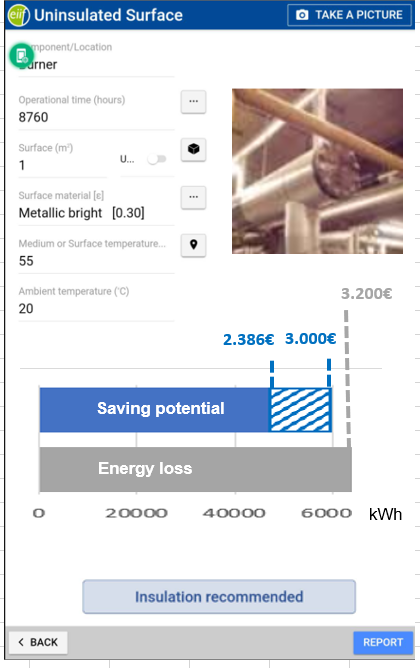 eiif Uninsulated Surface TAKE A PICTURE
Component/Location
Burner
Operational time (hours)
8760
Surface (m²)
1 U...
Surface material [ε]
Metallic bright [0.30]
Medium or Surface temperature...
55
Ambient temperature (°C)
20
3.200€
2.386€ 3.000€
Saving potential
Energy loss
0 20000 40000 6000 kWh
Insulation recommended
< BACK REPORT